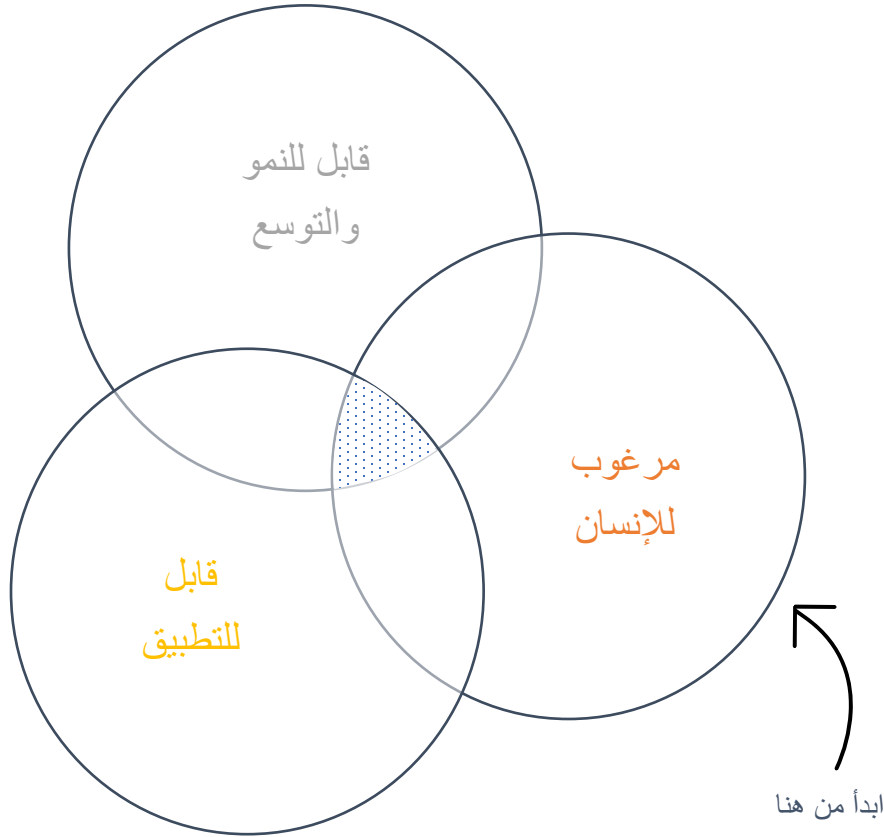 قابل للنمو
والتوسع
مرغوب
للإنسان
قابل
للتطبيق
ابدأ من هنا